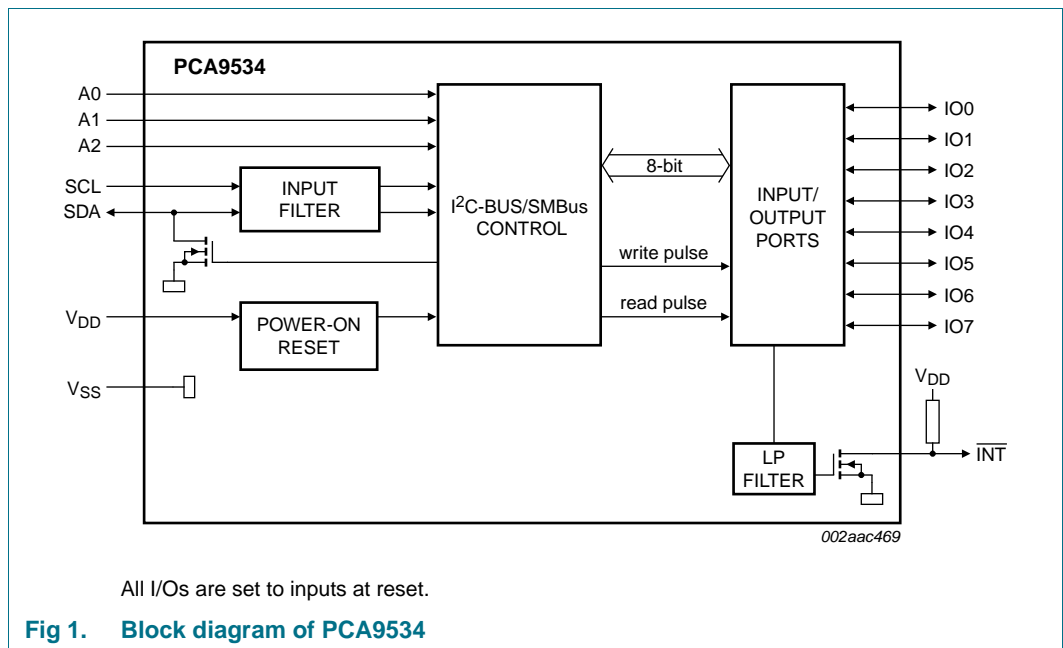 PCA9534
A0
A1
A2
SCL
SDA
INPUT
FILTER
I²C-BUS/SMBus
CONTROL
8-bit
write pulse
read pulse
INPUT/
OUTPUT
PORTS
IO0
IO1
IO2
IO3
IO4
IO5
IO6
IO7
VDD
POWER-ON
RESET
VSS
LP
FILTER
VDD
INT
002aac469
All I/Os are set to inputs at reset.
Fig 1. Block diagram of PCA9534